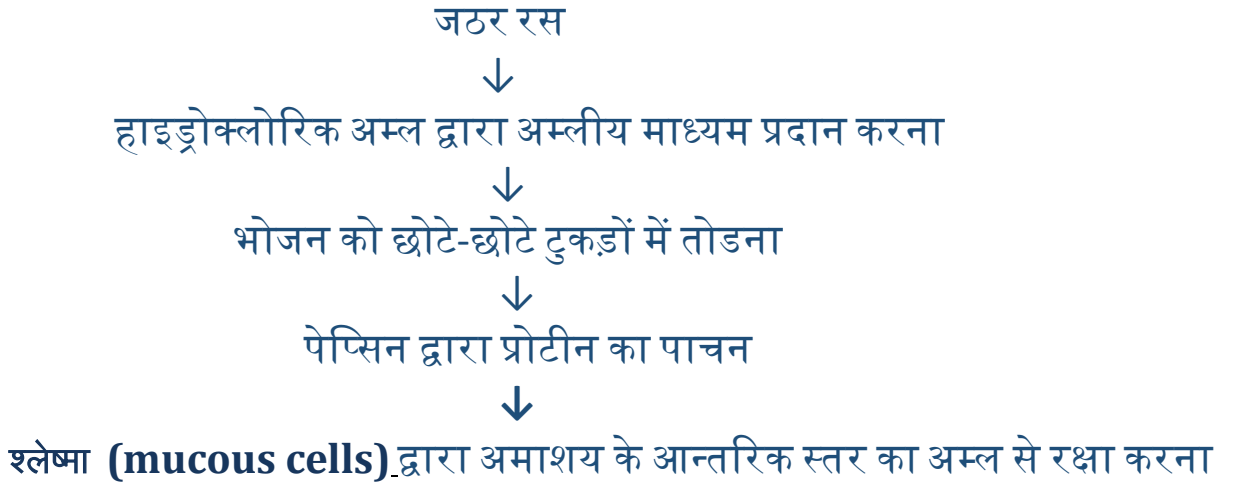 जठर रस
↓
हाइड्रोक्लोरिक अम्ल द्वारा अम्लीय माध्यम प्रदान करना
↓
भोजन को छोटे-छोटे टुकड़ों में तोडना
↓
पेप्सिन द्वारा प्रोटीन का पाचन
↓
श्लेष्मा (mucous cells) द्वारा अमाशय के आन्तरिक स्तर का अम्ल से रक्षा करना